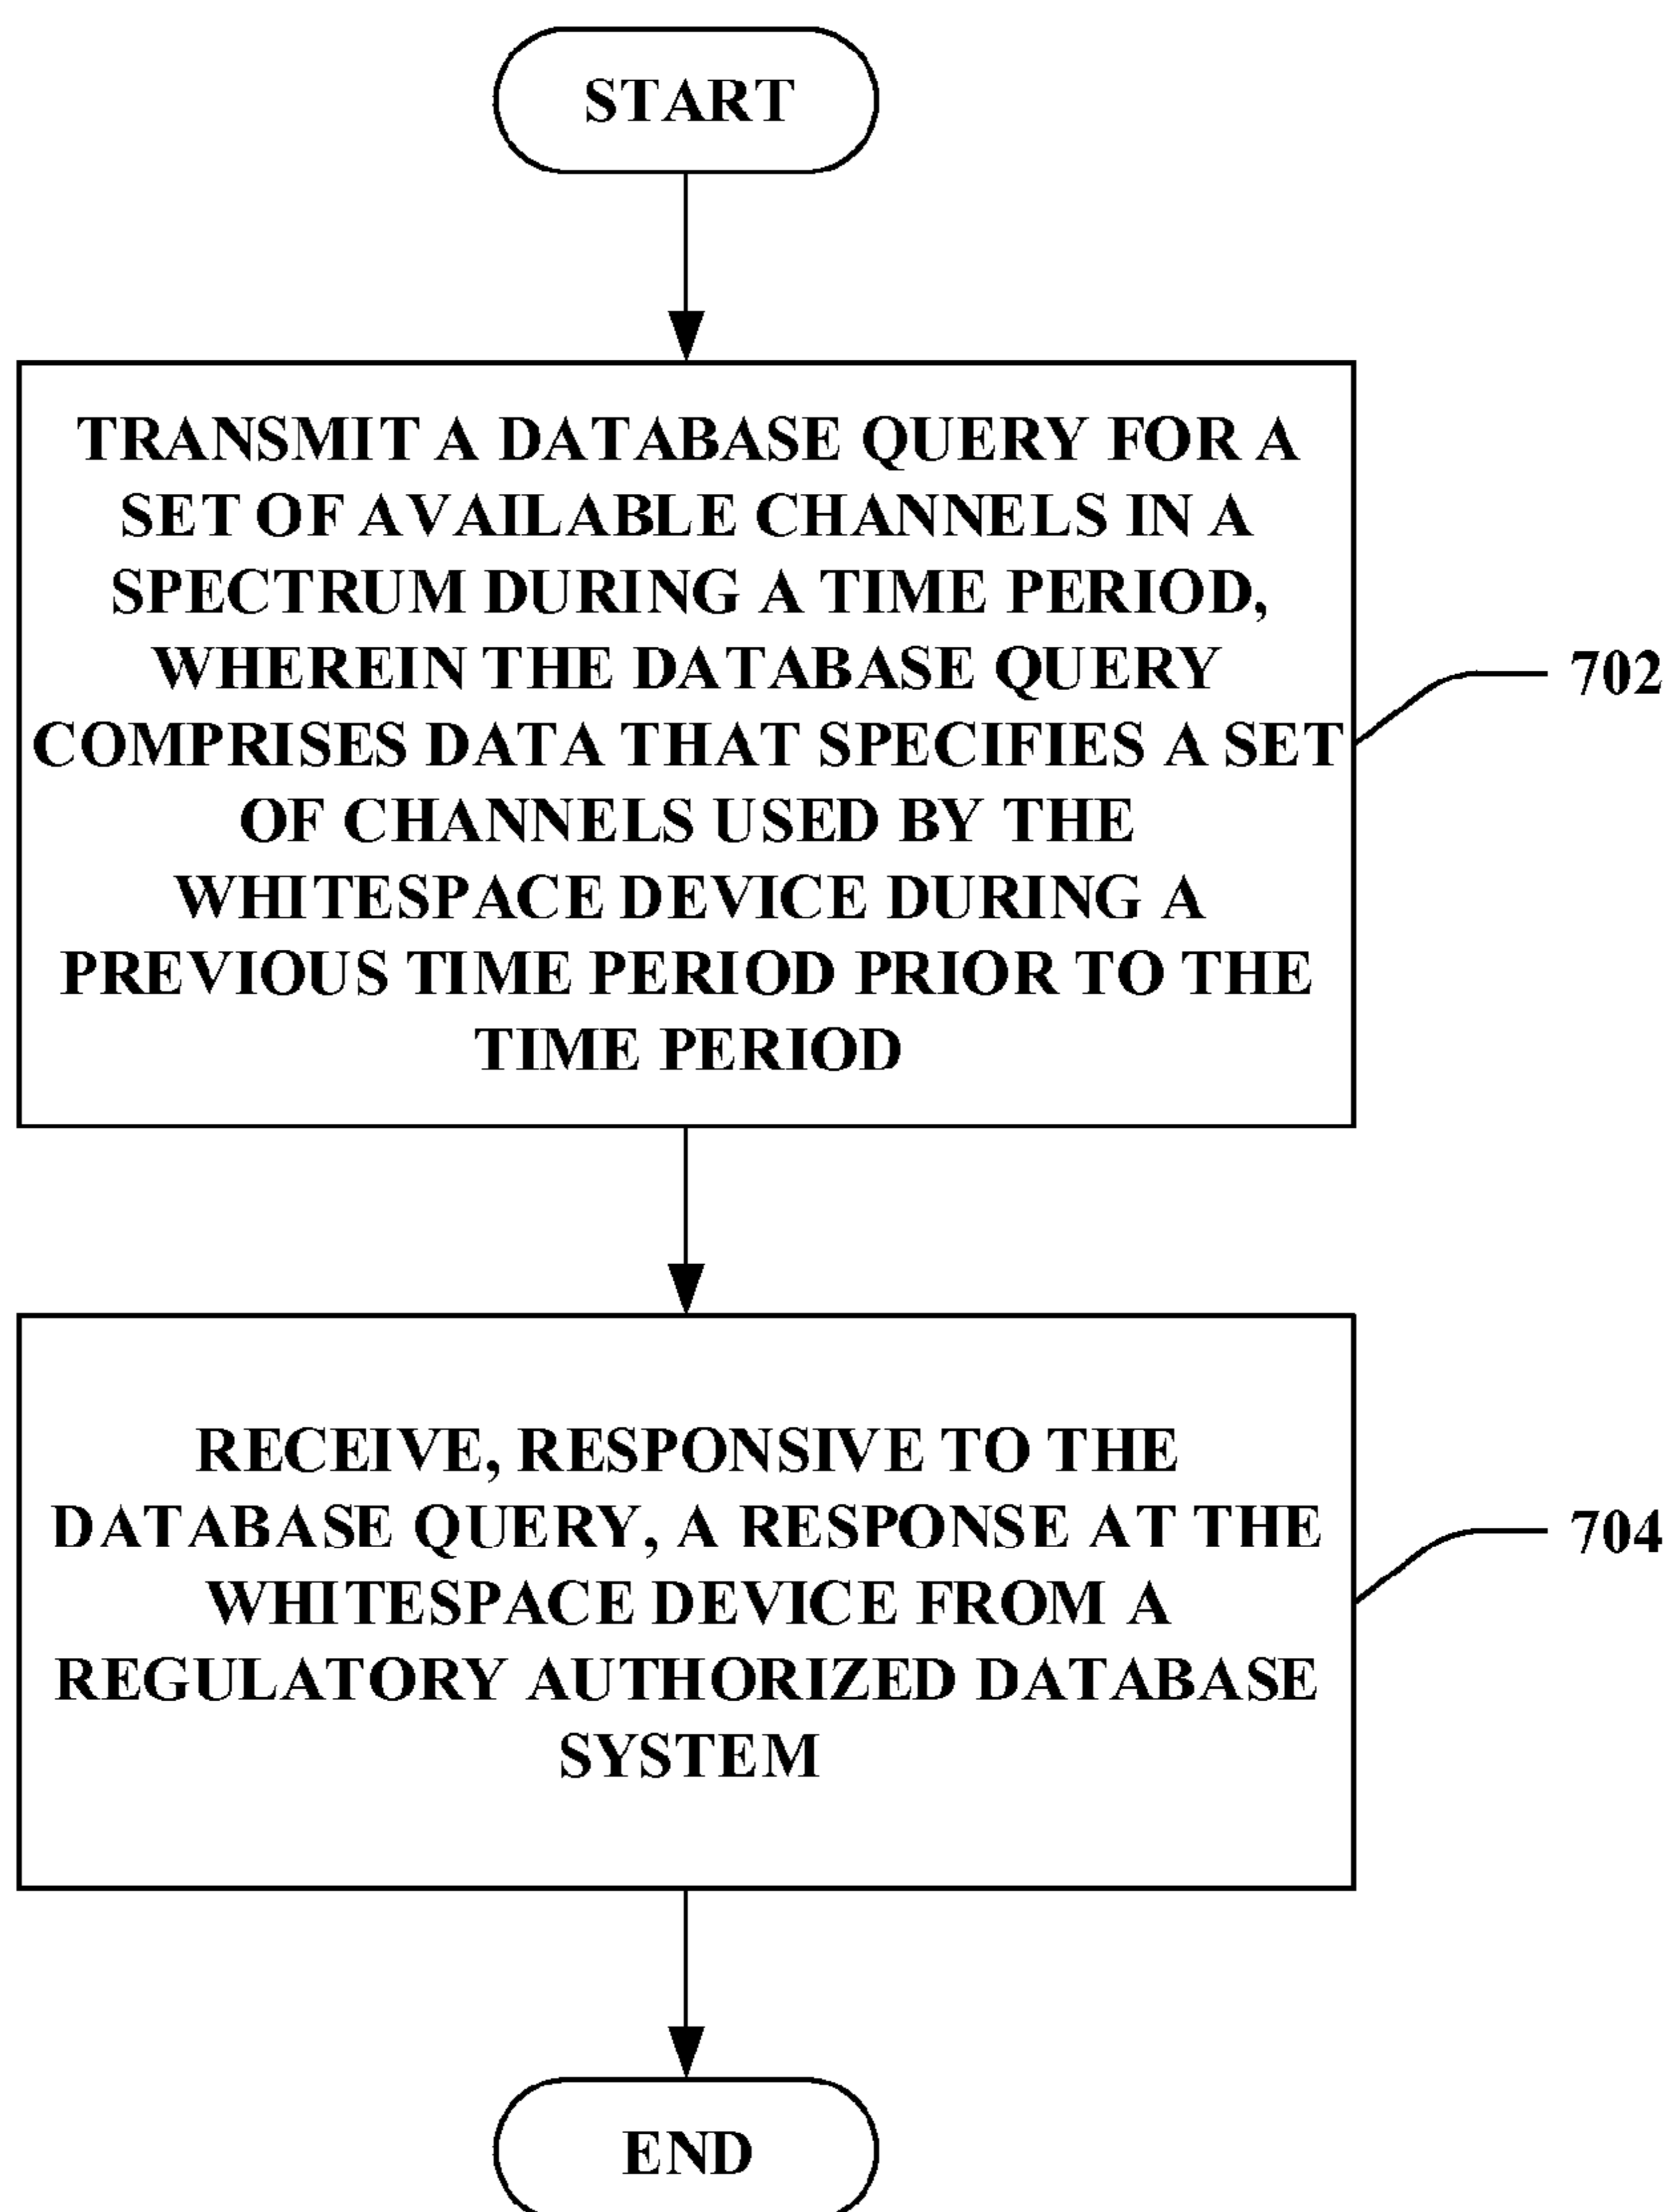 START
TRANSMIT A DATABASE QUERY FOR A
SET OF AVAILABLE CHANNELS IN A
SPECTRUM DURING A TIME PERIOD,
WHEREIN THE DATABASE QUERY
COMPRISES DATA THAT SPECIFIES A SET
OF CHANNELS USED BY THE
WHITESPACE DEVICE DURING A
PREVIOUS TIME PERIOD PRIOR TO THE
TIME PERIOD
702
RECEIVE, RESPONSIVE TO THE
DATABASE QUERY, A RESPONSE AT THE
WHITESPACE DEVICE FROM A
REGULATORY AUTHORIZED DATABASE
SYSTEM
704
END